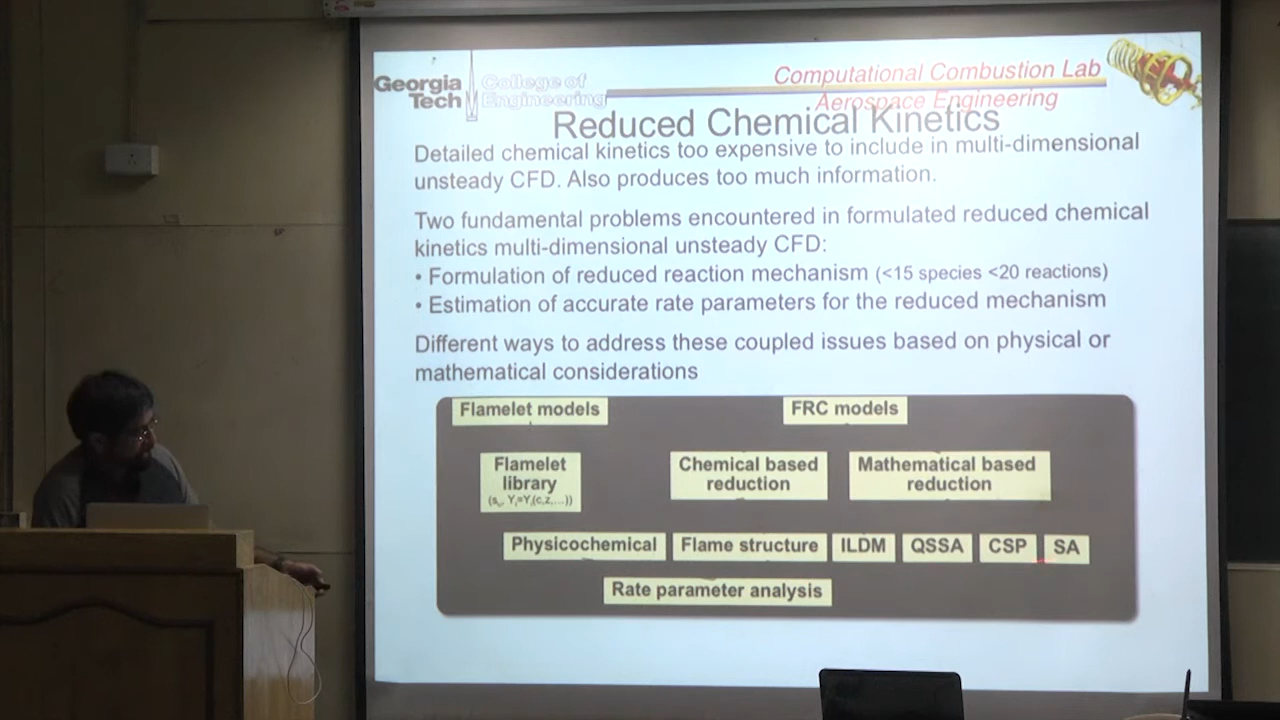 Georgia
Tech
College of
Engineering
Computational Combustion Lab
Aerospace Engineering
Reduced Chemical Kinetics
Detailed chemical kinetics too expensive to include in multi-dimensional
unsteady CFD. Also produces too much information.
Two fundamental problems encountered in formulated reduced chemical
kinetics multi-dimensional unsteady CFD:
• Formulation of reduced reaction mechanism (<15 species <20 reactions)
• Estimation of accurate rate parameters for the reduced mechanism
Different ways to address these coupled issues based on physical or
mathematical considerations
Flamelet models
FRC models
Flamelet
library
Chemical based
reduction
Mathematical based
reduction
Physicochemical
Flame structure
ILDM
QSSA
CSP
SA
Rate parameter analysis